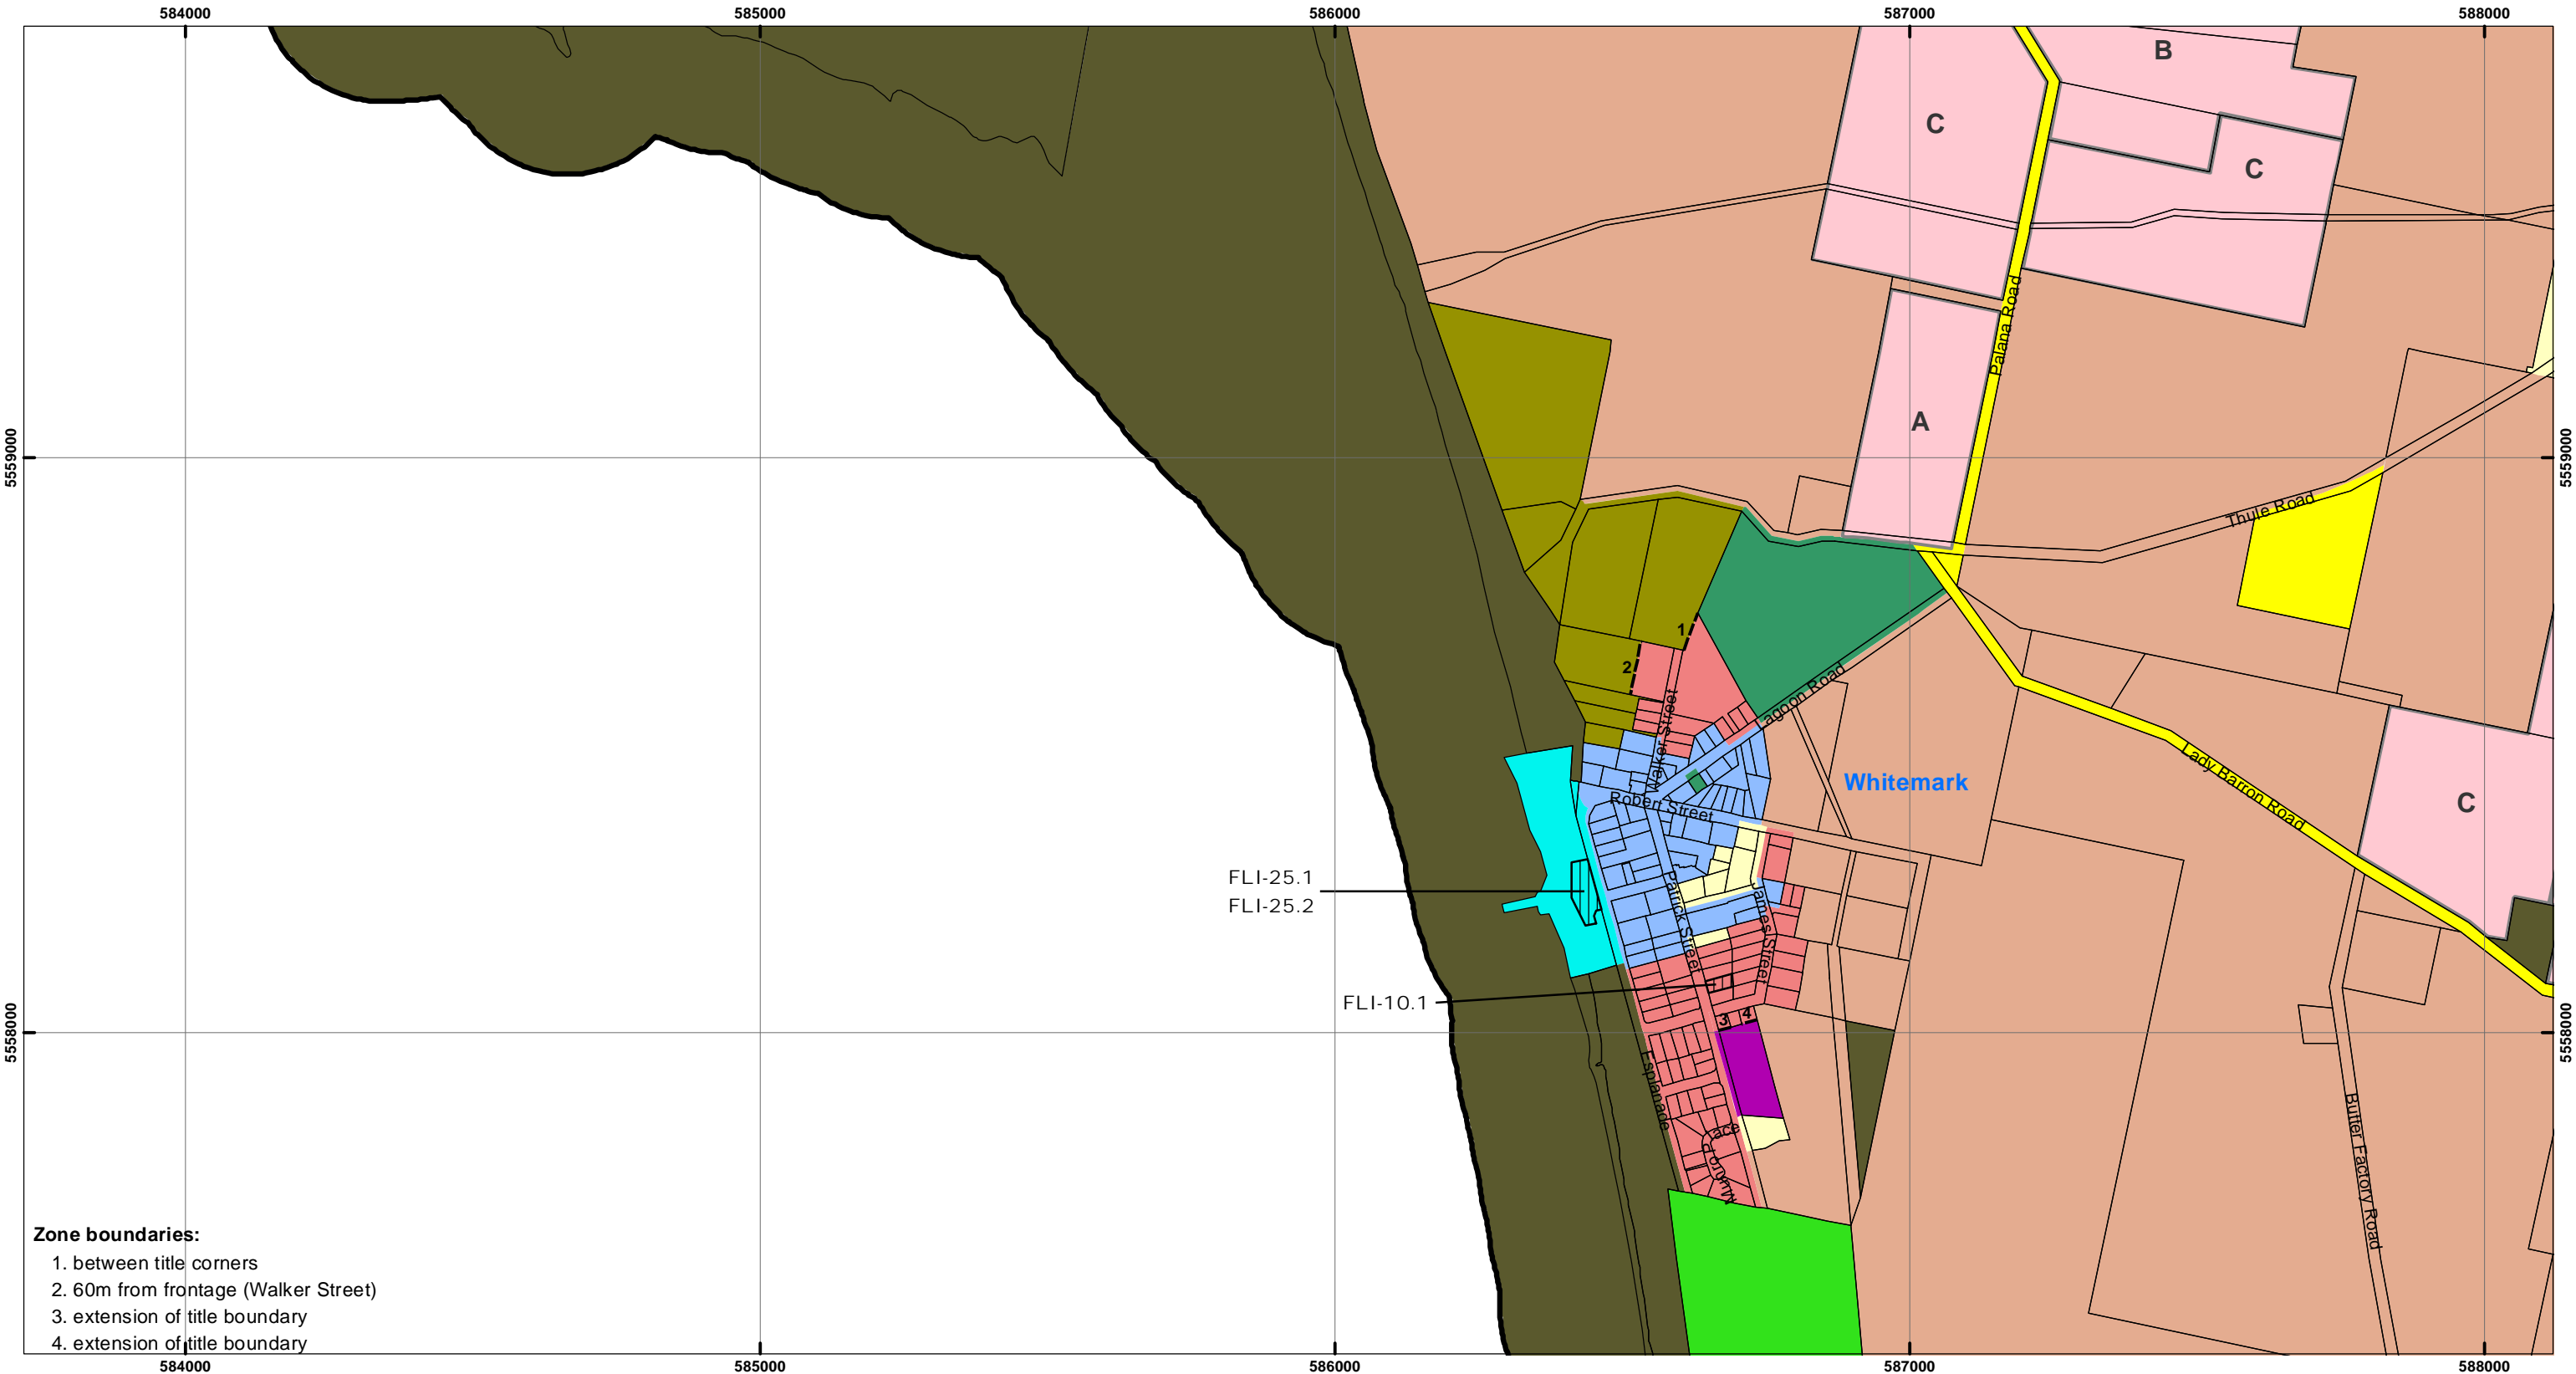 584000
585000
586000
587000
588000
B
C
C
Palana Road
A
5559000
5559000
Thule Road
1
2
Walker Street
agoon Road
Whitemark
Lady Barron Road
Robert Street
C
FLI-25.1
FLI-25.2
Patrick Street
James Street
FLI-10.1
3
4
5558000
5558000
Esplanade
Butter Factory Road
Zone boundaries:
1. between title corners
2. 60m from frontage (Walker Street)
3. extension of title boundary
4. extension of title boundary
584000
585000
586000
587000
588000